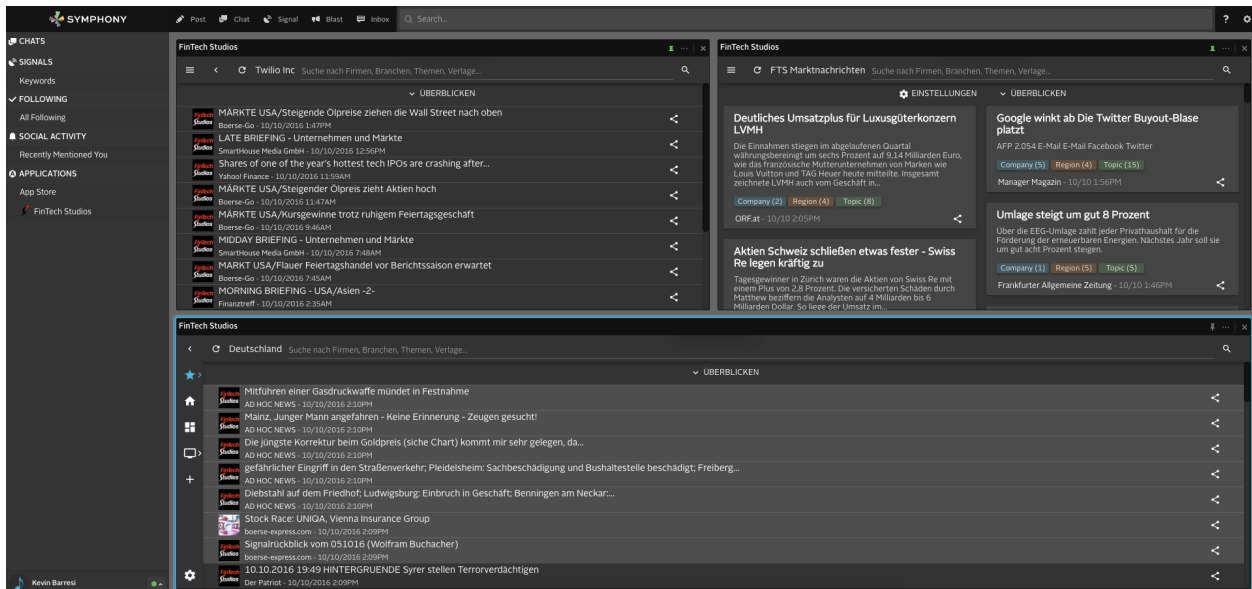 SYMPHONY
Post Chat Signal Blast Inbox Search...
?
CHATS
SIGNALS
Keywords
FOLLOWING
All Following
SOCIAL ACTIVITY
Recently Mentioned You
APPLICATIONS
App Store
FinTech Studios
Kevin Barresi
FinTech Studios
Twilio Inc Suche nach Firmen, Branchen, Themen, Verlage...
ÜBERBLICKEN
MÄRKTE USA/Steigende Ölpreise ziehen die Wall Street nach oben
Boerse-Go - 10/10/2016 1:47PM
LATE BRIEFING - Unternehmen und Märkte
SmartHouse Media GmbH - 10/10/2016 12:56PM
Shares of one of the year's hottest tech IPOs are crashing after...
Yahoo! Finance - 10/10/2016 11:59AM
MÄRKTE USA/Steigender Ölpreis zieht Aktien hoch
Boerse-Go - 10/10/2016 11:47AM
MÄRKTE USA/Kursgewinne trotz ruhigem Feiertagsgeschäft
Boerse-Go - 10/10/2016 9:46AM
MIDDAY BRIEFING - Unternehmen und Märkte
SmartHouse Media GmbH - 10/10/2016 7:48AM
MARKT USA/Flauer Feiertagshandel vor Berichtssaison erwartet
Boerse-Go - 10/10/2016 7:45AM
MORNING BRIEFING - USA/Asien -2-
Finanztreff - 10/10/2016 2:35AM
FinTech Studios
FTS Marktnachrichten Suche nach Firmen, Branchen, Themen, Verlage...
EINSTELLUNGEN ÜBERBLICKEN
Deutliches Umsatzplus für Luxusgüterkonzern
LVMH
Die Einnahmen stiegen im abgelaufenen Quartal
währungsbereinigt um sechs Prozent auf 9,14 Milliarden Euro,
wie das französische Mutterunternehmen von Marken wie
Louis Vuitton und TAG Heuer heute mitteilte. Insgesamt
zeichnete LVMH auch vom Geschäft in...
Company (2) Region (4) Topic (8)
ORF.at - 10/10 2:05PM
Aktien Schweiz schließen etwas fester - Swiss
Re legen kräftig zu
Tagesgewinner in Zürich waren die Aktien von Swiss Re mit
einem Plus von 2,8 Prozent. Die versicherten Schäden durch
Matthew beziffern die Analysten auf 4 Milliarden bis 6
Milliarden Dollar. So liege der Umsatz im...
Google winkt ab Die Twitter Buyout-Blase
platzt
AFP 2.054 E-Mail E-Mail Facebook Twitter
Company (5) Region (4) Topic (15)
Manager Magazin - 10/10 1:56PM
Umlage steigt um gut 8 Prozent
Über die EEG-Umlage zahlt jeder Privathaushalt für die
Förderung der erneuerbaren Energien. Nächstes Jahr soll sie
um gut acht Prozent steigen.
Company (1) Region (5) Topic (5)
Frankfurter Allgemeine Zeitung - 10/10 1:46PM
FinTech Studios
Deutschland Suche nach Firmen, Branchen, Themen, Verlage...
ÜBERBLICKEN
Mitführen einer Gasdruckwaffe mündet in Festnahme
AD HOC NEWS - 10/10/2016 2:10PM
Mainz, Junger Mann angefahren - Keine Erinnerung - Zeugen gesucht!
AD HOC NEWS - 10/10/2016 2:10PM
Die jüngste Korrektur beim Goldpreis (siche Chart) kommt mir sehr gelegen, da...
AD HOC NEWS - 10/10/2016 2:10PM
gefährlicher Eingriff in den Straßenverkehr; Pleidelsheim: Sachbeschädigung und Bushaltestelle beschädigt; Freiberg...
AD HOC NEWS - 10/10/2016 2:10PM
Diebstahl auf dem Friedhof; Ludwigsburg: Einbruch in Geschäft; Benningen am Neckar:...
AD HOC NEWS - 10/10/2016 2:10PM
Stock Race: UNIQA, Vienna Insurance Group
boerse-express.com - 10/10/2016 2:09PM
Signalrückblick vom 051016 (Wolfram Buchacher)
boerse-express.com - 10/10/2016 2:09PM
10.10.2016 19:49 HINTERGRUENDE Syrer stellen Terrorverdächtigen
Der Patriot - 10/10/2016 2:09PM